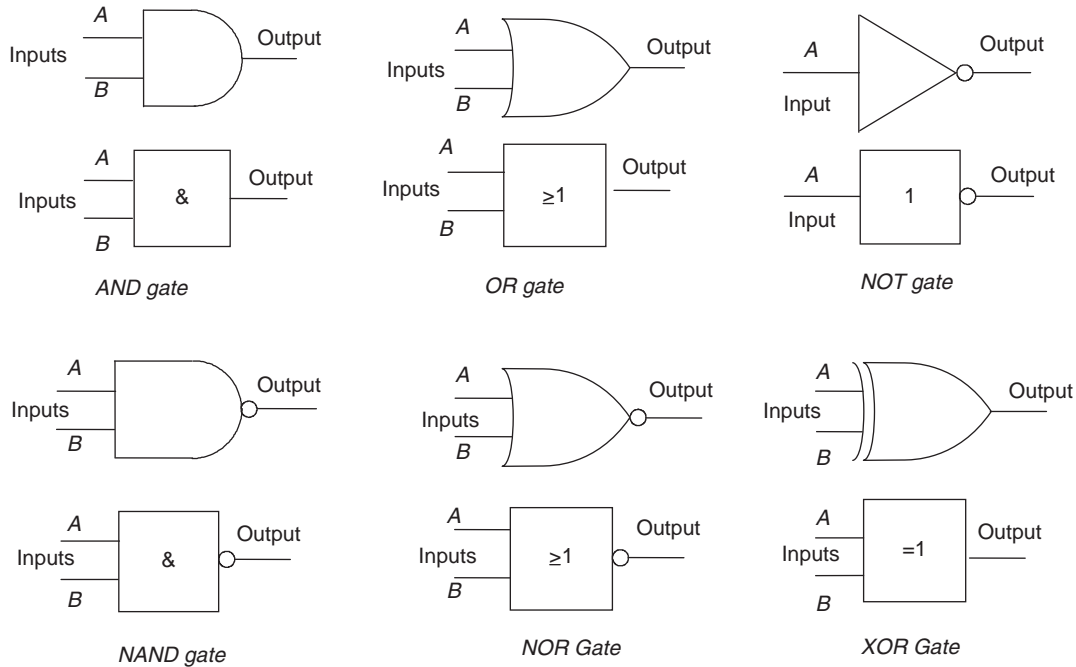 A
Inputs
Output
B
A
Inputs
Output
B
AND gate
A
Inputs
Output
B
A
Inputs
Output
≥1
B
OR gate
A
Output
Input
A
Output
1
Input
NOT gate
A
Output
Inputs
B
A
Output
Inputs
&
B
NAND gate
A
Output
Inputs
B
A
Output
Inputs
≥1
B
NOR Gate
A
Output
Inputs
B
A
Output
Inputs
=1
B
XOR Gate
&